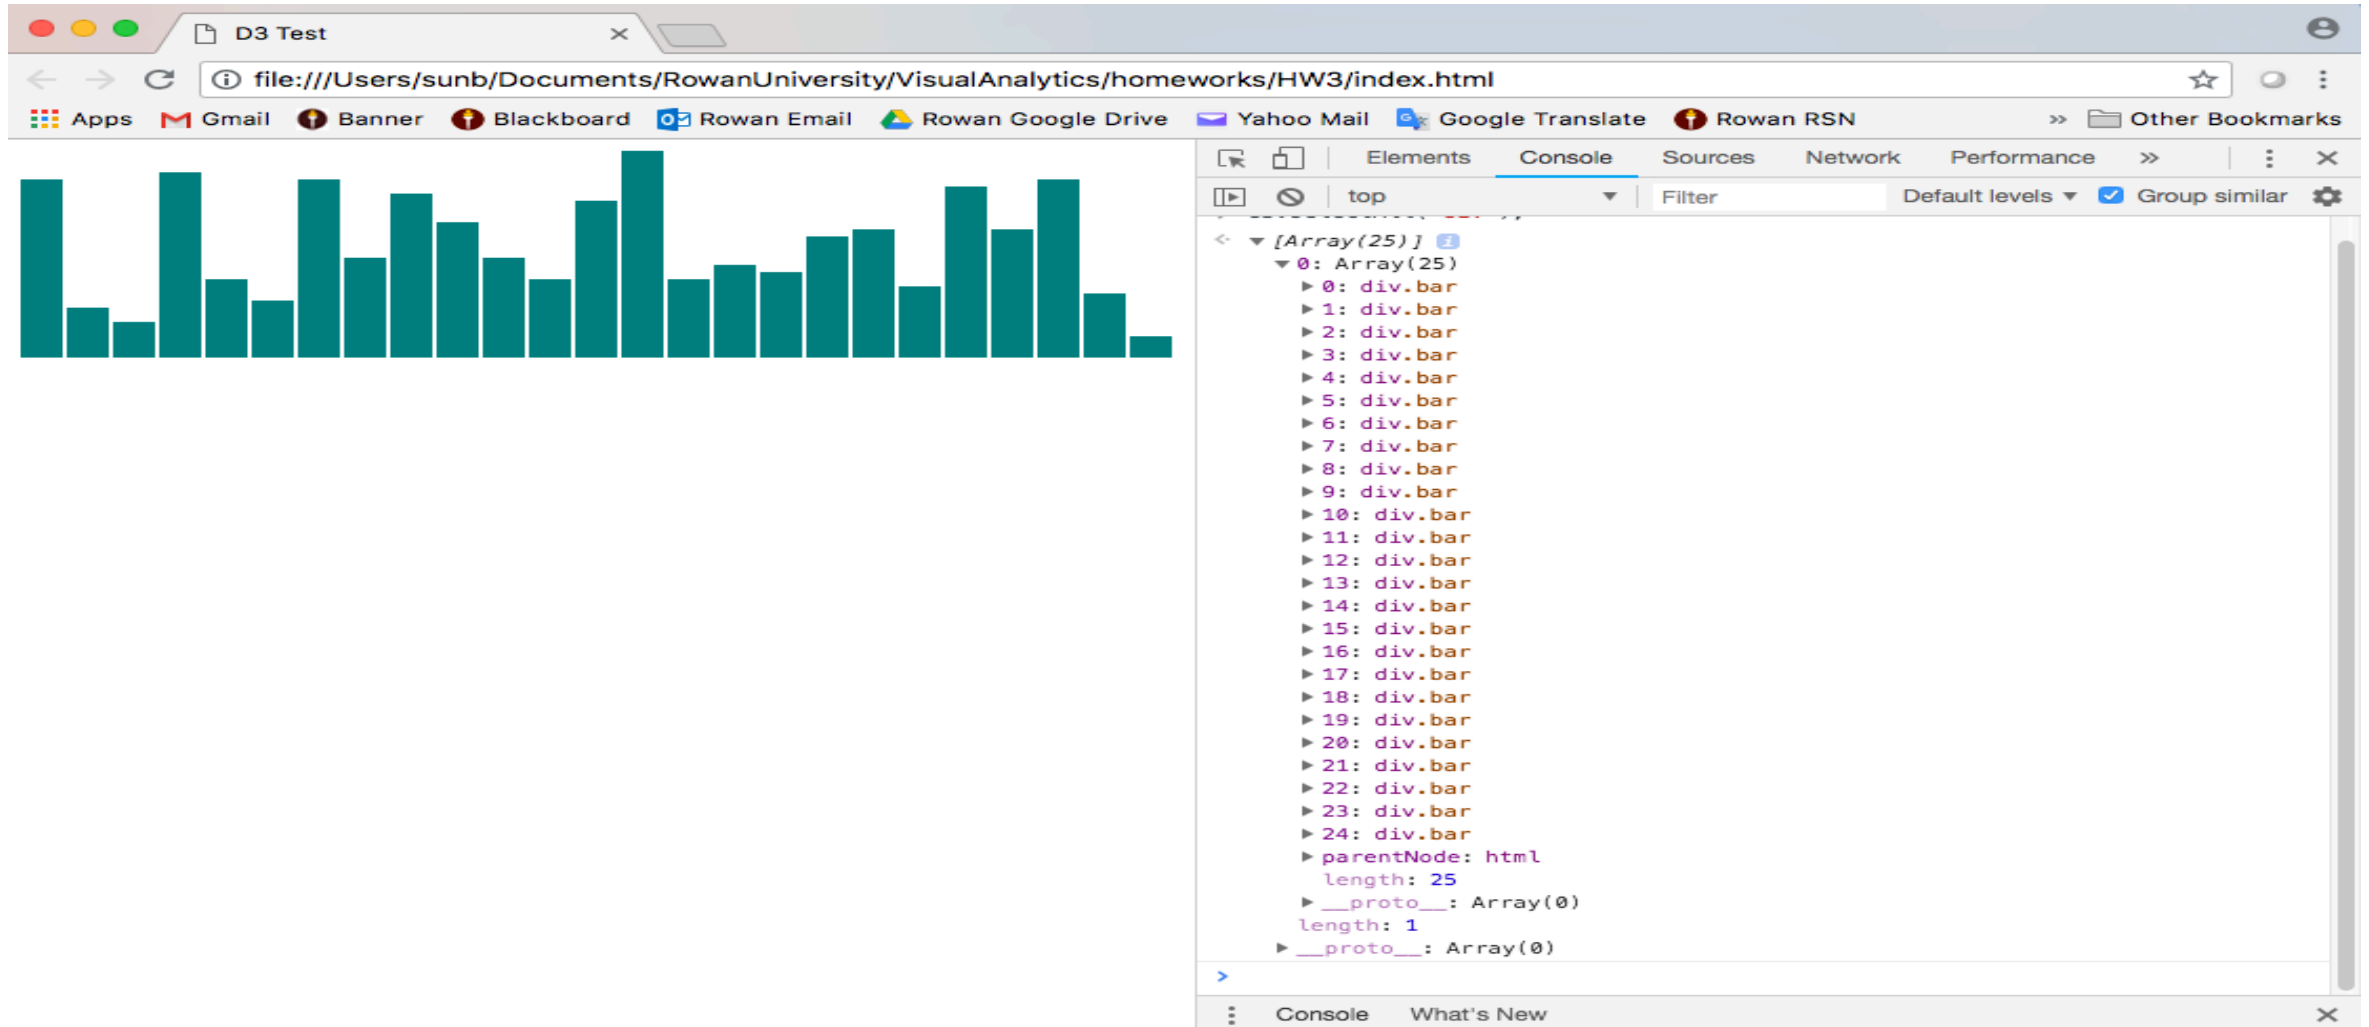 D3 Test
file:///Users/sunb/Documents/RowanUniversity/VisualAnalytics/homeworks/HW3/index.html
Apps Gmail Banner Blackboard Rowan Email Rowan Google Drive Yahoo Mail Google Translate Rowan RSN » Other Bookmarks
Elements Console Sources Network Performance »
top Filter Default levels Group similar
[Array(25)]
0: Array(25)
0: div.bar
1: div.bar
2: div.bar
3: div.bar
4: div.bar
5: div.bar
6: div.bar
7: div.bar
8: div.bar
9: div.bar
10: div.bar
11: div.bar
12: div.bar
13: div.bar
14: div.bar
15: div.bar
16: div.bar
17: div.bar
18: div.bar
19: div.bar
20: div.bar
21: div.bar
22: div.bar
23: div.bar
24: div.bar
parentNode: html
length: 25
__proto__: Array(0)
length: 1
__proto__: Array(0)
>
Console What's New